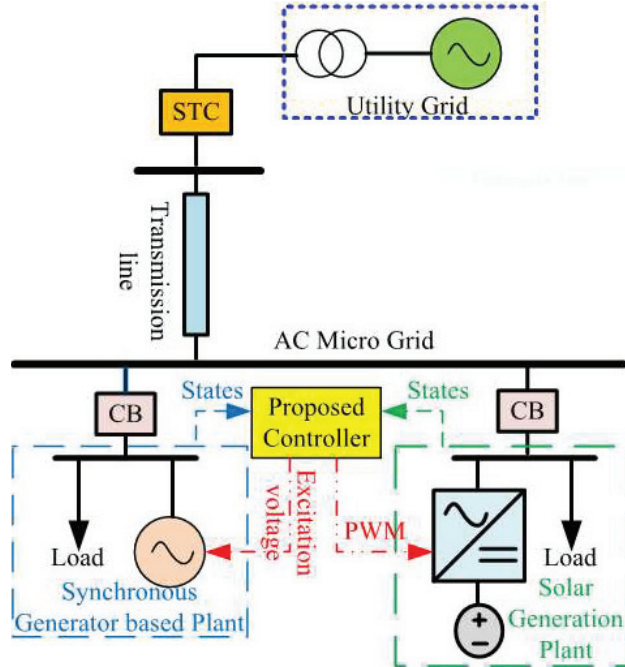 Utility Grid
STC
Transmission
line
AC Micro Grid
States
States
CB
Proposed
Controller
CB
Excitation
voltage
PWM
Load
Load
Synchronous
Generator based Plant
Solar
Generation
Plant